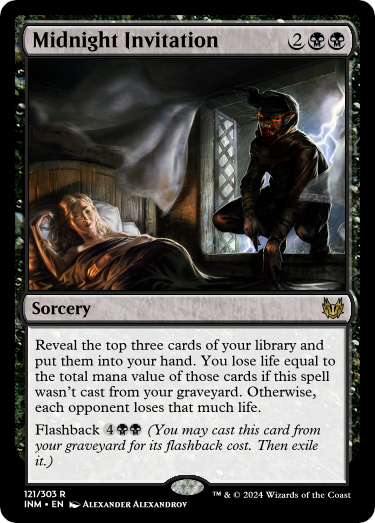 Midnight Invitation 2
Sorcery
Reveal the top three cards of your library and
put them into your hand. You lose life equal to
the total mana value of those cards if this spell
wasn't cast from your graveyard. Otherwise,
each opponent loses that much life.
Flashback 4 (You may cast this card from
your graveyard for its flashback cost. Then exile
it.)
121/303 R
INM • EN Alexander Alexandrov
™ & © 2024 Wizards of the Coast